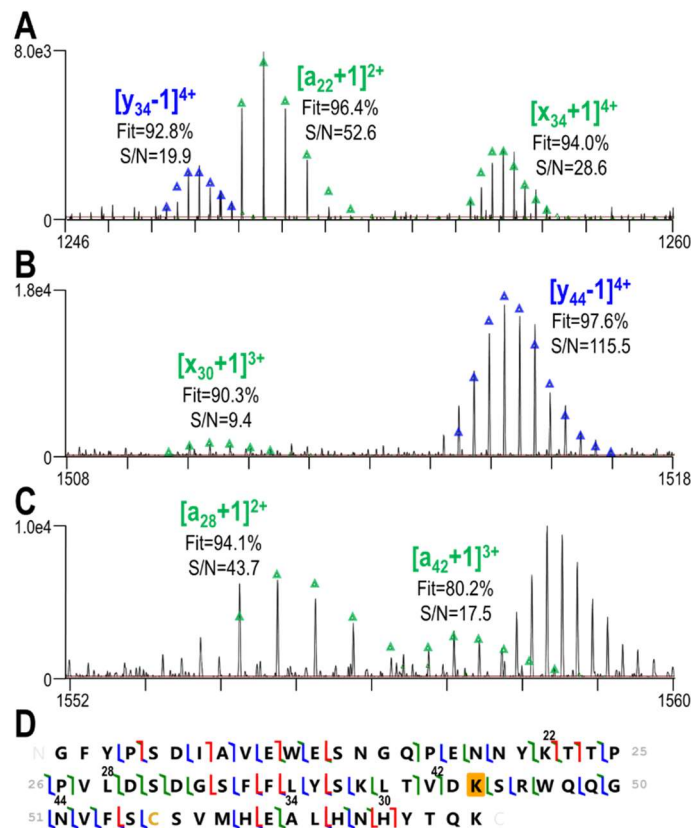 A
8.0e3
[y34-1]4+
Fit=92.8%
S/N=19.9
[a22+1]2+
Fit=96.4%
S/N=52.6
[x34+1]4+
Fit=94.0%
S/N=28.6
0
1246 1260
B
1.8e4
[x30+1]3+
Fit=90.3%
S/N=9.4
[y44-1]4+
Fit=97.6%
S/N=115.5
0
1508 1518
C
1.0e4
[a28+1]2+
Fit=94.1%
S/N=43.7
[a42+1]3+
Fit=80.2%
S/N=17.5
0
1552 1560
D
22
N G F Y P S D I A V E W E S N G Q P E N N Y K T T P 25
28 42
26 P V L D S D G S F F L Y S K L T V D K S R W Q Q G 50
44 34 30
51 N V F S C S V M H E A L H N H Y T Q K C